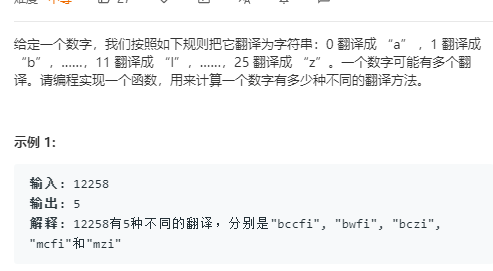 给定一个数字，我们按照如下规则把它翻译为字符串：0 翻译成 “a” ，1 翻译成
“b”，……，11 翻译成 “l”，……，25 翻译成 “z”。一个数字可能有多个翻
译。请编程实现一个函数，用来计算一个数字有多少种不同的翻译方法。
示例 1:
输入: 12258
输出: 5
解释: 12258有5种不同的翻译，分别是"bccfi", "bwfi", "bczi",
"mcfi"和"mzi"